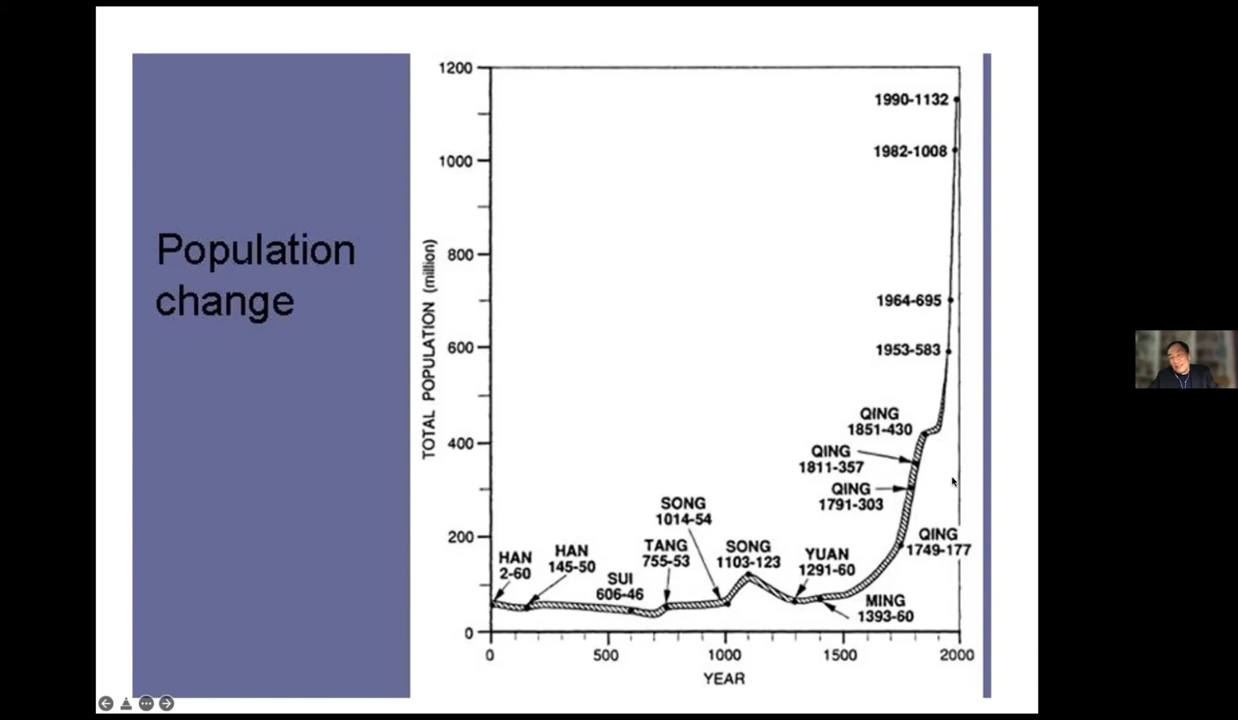 Population
change
TOTAL POPULATION (million)
1200
1000
800
600
400
200
0
1990-1132
1982-1008
1964-695
1953-583
QING
1851-430
QING
1811-357
QING
1791-303
QING
1749-177
HAN
2-60
HAN
145-50
SUI
606-46
TANG
755-53
SONG
1014-54
SONG
1103-123
YUAN
1291-60
MING
1393-60
0 500 1000 1500 2000
YEAR